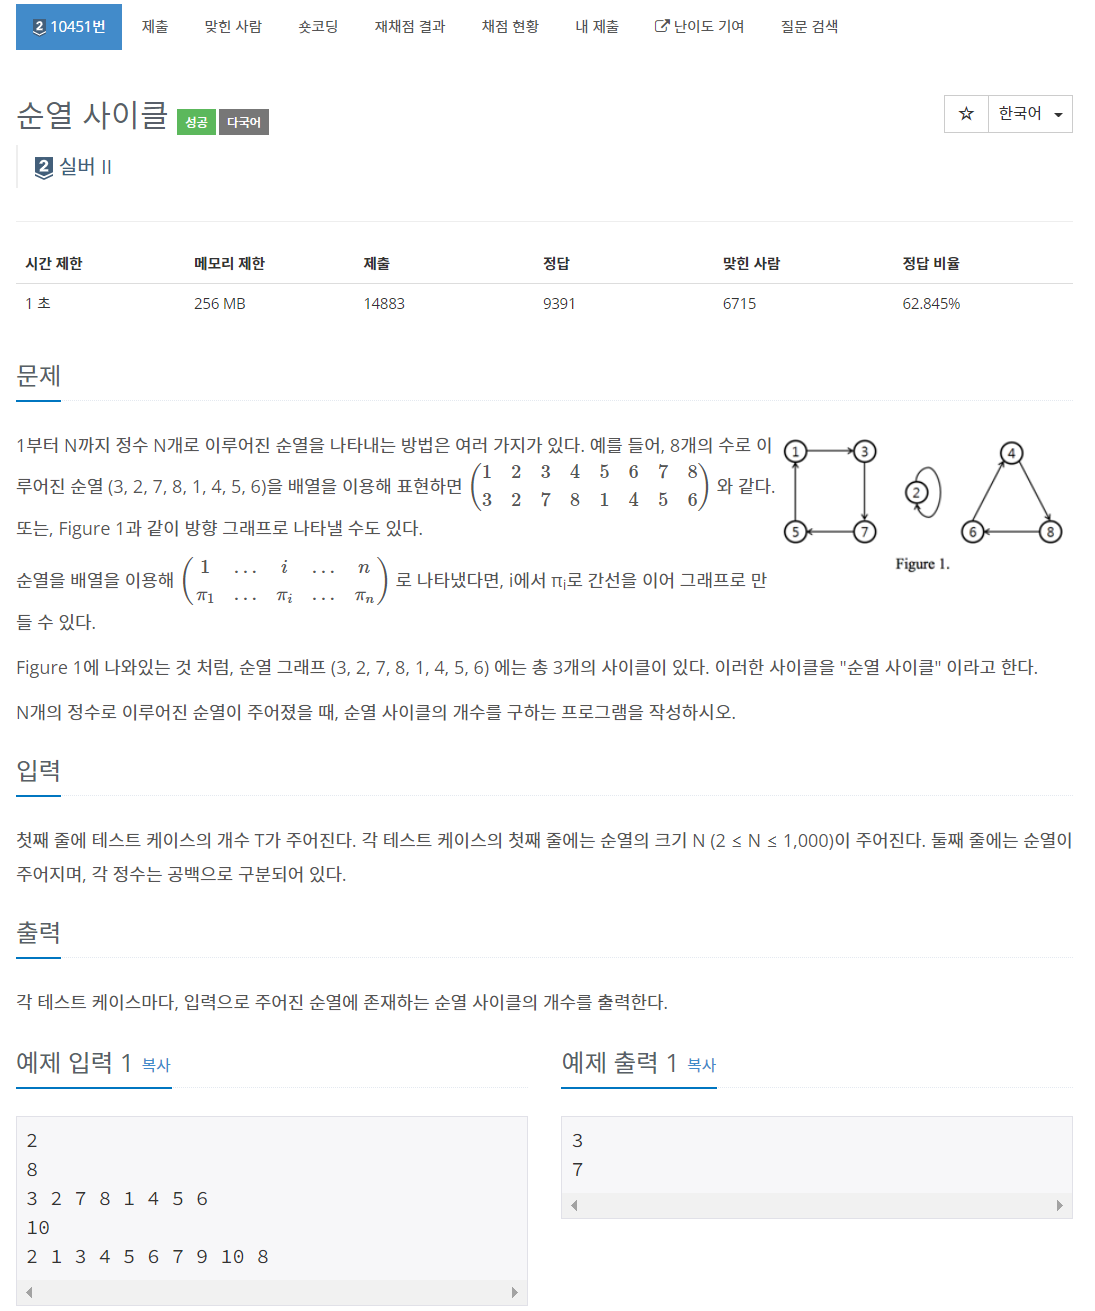 2 10451번 제출 맞힌 사람 숏코딩 재채점 결과 채점 현황 내 제출 난이도 기여 질문 검색
순열 사이클 성공 다국어
☆ 한국어
2 실버 II
시간 제한 메모리 제한 제출 정답 맞힌 사람 정답 비율
1 초 256 MB 14883 9391 6715 62.845%
문제
1부터 N까지 정수 N개로 이루어진 순열을 나타내는 방법은 여러 가지가 있다. 예를 들어, 8개의 수로 이
루어진 순열 (3, 2, 7, 8, 1, 4, 5, 6)을 배열을 이용해 표현하면 (1 2 3 4 5 6 7 8
3 2 7 8 1 4 5 6) 와 같다.
또는, Figure 1과 같이 방향 그래프로 나타낼 수도 있다.
순열을 배열을 이용해 (1 … i … n
π₁ … πᵢ … πₙ) 로 나타냈다면, i에서 πᵢ로 간선을 이어 그래프로 만
들 수 있다.
1 3 4
2
5 7 6 8
Figure 1.
Figure 1에 나와있는 것 처럼, 순열 그래프 (3, 2, 7, 8, 1, 4, 5, 6) 에는 총 3개의 사이클이 있다. 이러한 사이클을 "순열 사이클" 이라고 한다.
N개의 정수로 이루어진 순열이 주어졌을 때, 순열 사이클의 개수를 구하는 프로그램을 작성하시오.
입력
첫째 줄에 테스트 케이스의 개수 T가 주어진다. 각 테스트 케이스의 첫째 줄에는 순열의 크기 N (2 ≤ N ≤ 1,000)이 주어진다. 둘째 줄에는 순열이
주어지며, 각 정수는 공백으로 구분되어 있다.
출력
각 테스트 케이스마다, 입력으로 주어진 순열에 존재하는 순열 사이클의 개수를 출력한다.
예제 입력 1 복사
2
8
3 2 7 8 1 4 5 6
10
2 1 3 4 5 6 7 9 10 8
예제 출력 1 복사
3
7